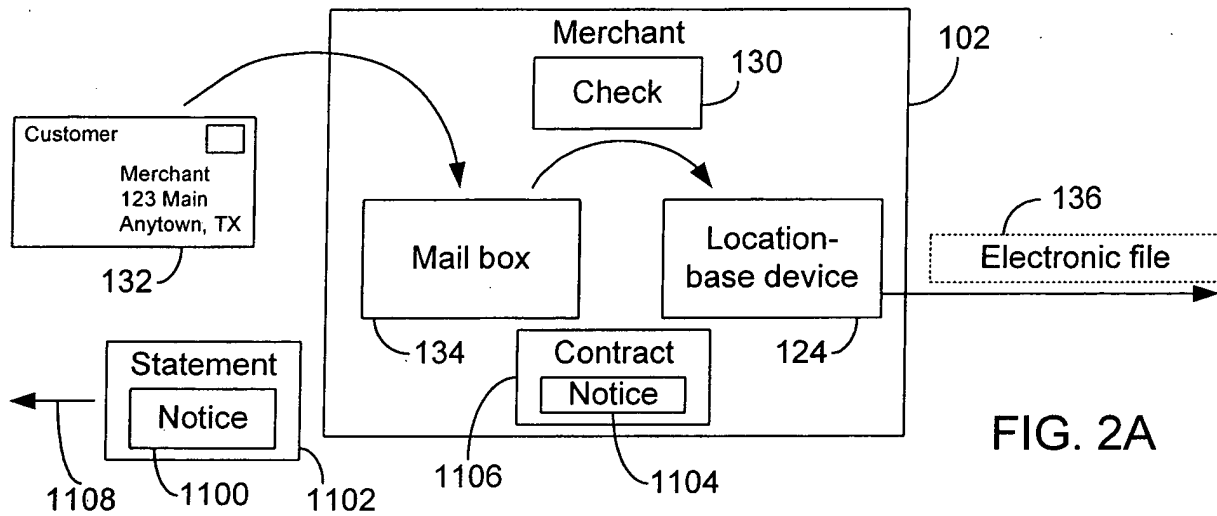 Merchant
102
130
Check
Customer
Merchant
123 Main
Anytown, TX
132
Mail box
134
Location-
base device
124
136
Electronic file
Statement
Notice
1108
1100
1102
Contract
Notice
1106
1104
FIG. 2A